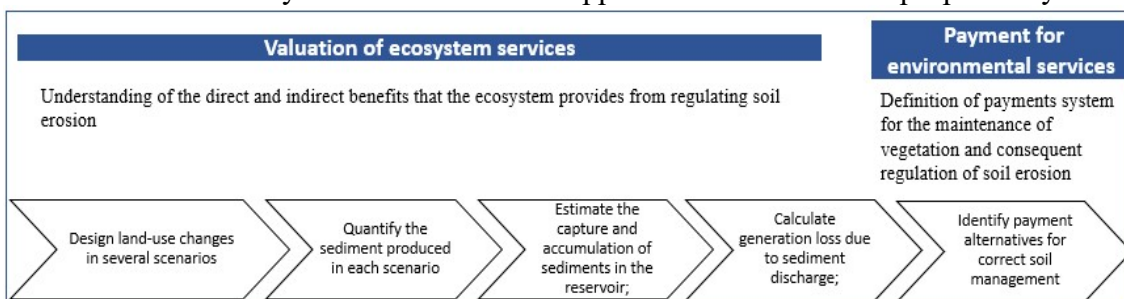 Valuation of ecosystem services
Understanding of the direct and indirect benefits that the ecosystem provides from regulating soil
erosion
Payment for
environmental services
Definition of payments system
for the maintenance of
vegetation and consequent
regulation of soil erosion
Design land-use changes
in several scenarios
Quantify the
sediment produced
in each scenario
Estimate the
capture and
accumulation of
sediments in the
reservoir;
Calculate
generation loss due
to sediment
discharge;
Identify payment
alternatives for
correct soil
management